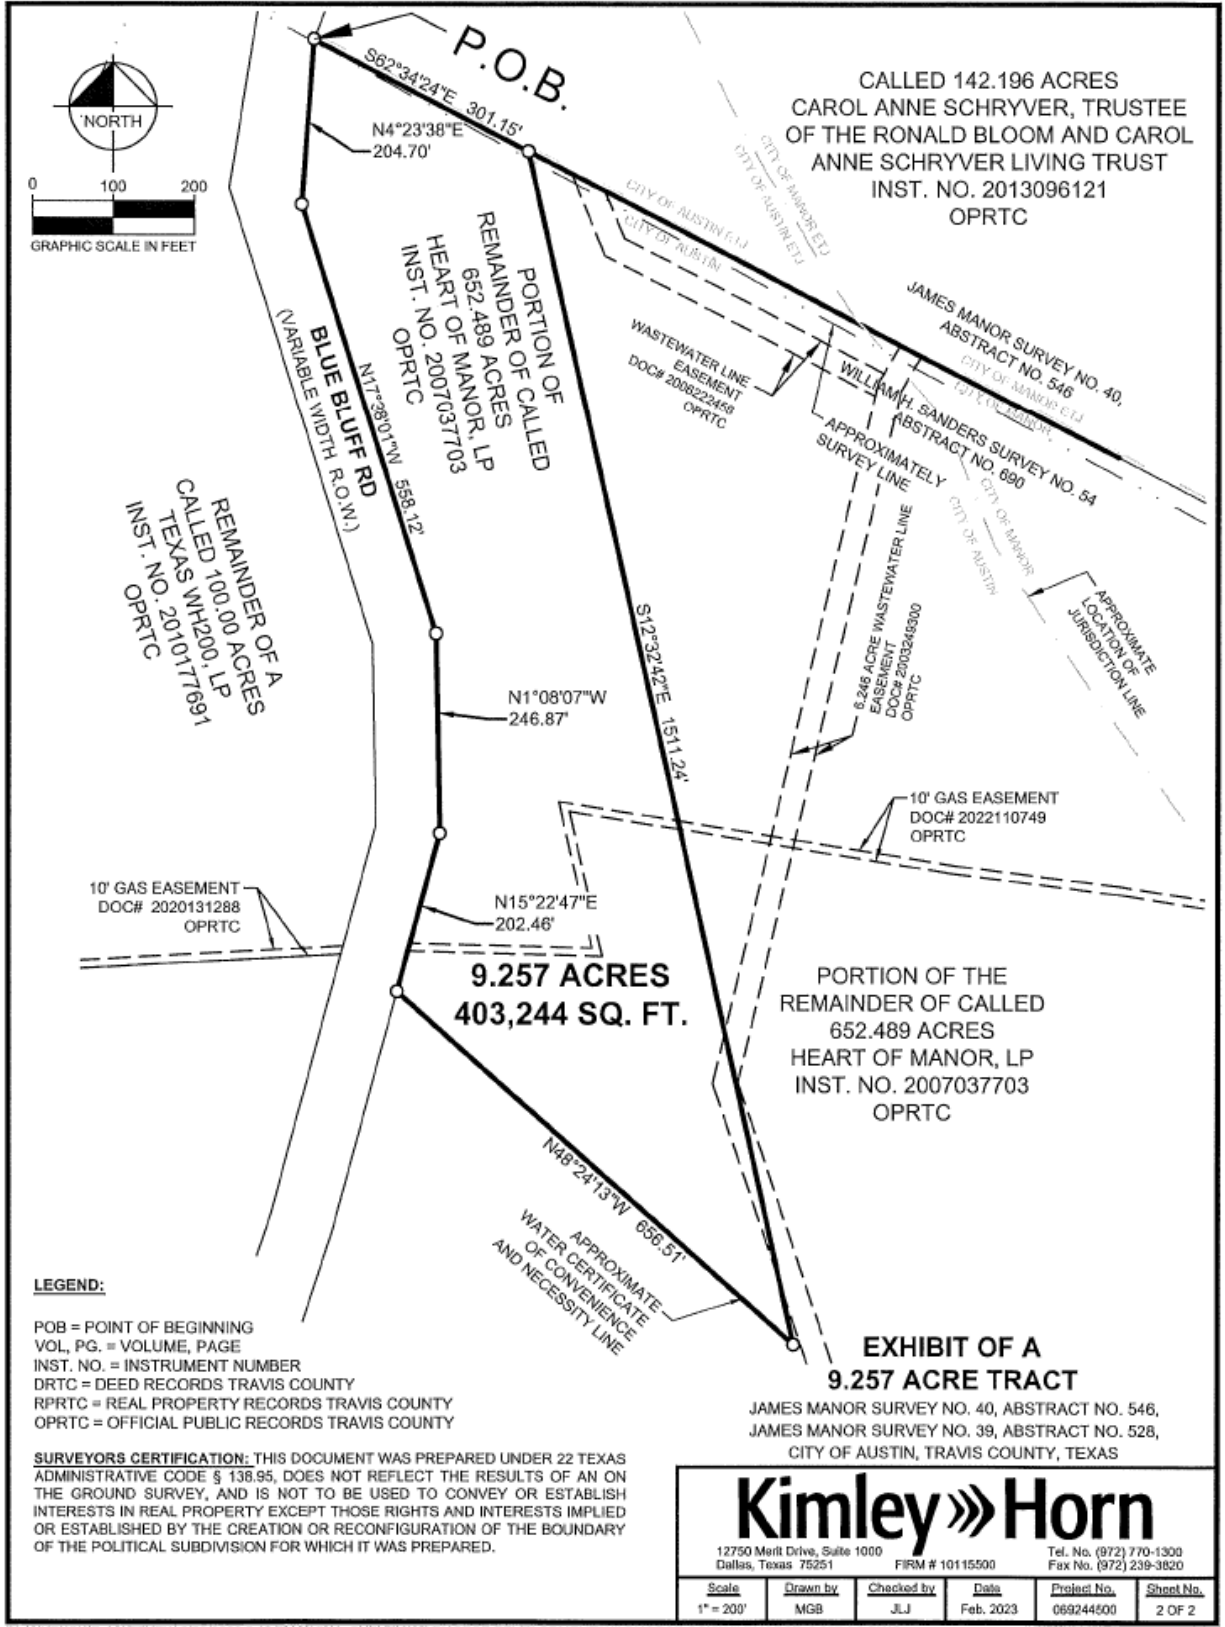 P.O.B.
S62°34'24"E 301.15'
NORTH
N4°23'38"E
204.70'
0 100 200
GRAPHIC SCALE IN FEET
CALLED 142.196 ACRES
CAROL ANNE SCHRYVER, TRUSTEE
OF THE RONALD BLOOM AND CAROL
ANNE SCHRYVER LIVING TRUST
INST. NO. 2013096121
OPRTC
CITY OF MANOR ETJ
CITY OF AUSTIN ETJ
CITY OF AUSTIN ETJ
CITY OF AUSTIN
PORTION OF
REMAINDER OF CALLED
652.489 ACRES
HEART OF MANOR, LP
INST. NO. 2007037703
OPRTC
JAMES MANOR SURVEY NO. 40,
ABSTRACT NO. 546
CITY OF MANOR ETJ
CITY OF MANOR
WASTEWATER LINE
EASEMENT
DOC# 2008222458
OPRTC
WILLIAM H. SANDERS SURVEY NO. 54
ABSTRACT NO. 690
APPROXIMATELY
SURVEY LINE
BLUE BLUFF RD
(VARIABLE WIDTH R.O.W.)
N17°38'01"W 558.12'
REMAINDER OF A
CALLED 100.00 ACRES
TEXAS WH200, LP
INST. NO. 2010177691
OPRTC
CITY OF MANOR
CITY OF AUSTIN
6.246 ACRE WASTEWATER LINE
EASEMENT
DOC# 2003249300
OPRTC
APPROXIMATE
LOCATION OF
JURISDICTION LINE
S12°32'42"E 1511.24'
N1°08'07"W
246.87'
10' GAS EASEMENT
DOC# 2022110749
OPRTC
10' GAS EASEMENT
DOC# 2020131288
OPRTC
N15°22'47"E
202.46'
9.257 ACRES
403,244 SQ. FT.
PORTION OF THE
REMAINDER OF CALLED
652.489 ACRES
HEART OF MANOR, LP
INST. NO. 2007037703
OPRTC
N48°24'13"W 656.51'
APPROXIMATE
WATER CERTIFICATE
OF CONVENIENCE
AND NECESSITY LINE
LEGEND:
POB = POINT OF BEGINNING
VOL, PG. = VOLUME, PAGE
INST. NO. = INSTRUMENT NUMBER
DRTC = DEED RECORDS TRAVIS COUNTY
RPRTC = REAL PROPERTY RECORDS TRAVIS COUNTY
OPRTC = OFFICIAL PUBLIC RECORDS TRAVIS COUNTY
SURVEYORS CERTIFICATION: THIS DOCUMENT WAS PREPARED UNDER 22 TEXAS
ADMINISTRATIVE CODE § 138.95, DOES NOT REFLECT THE RESULTS OF AN ON
THE GROUND SURVEY, AND IS NOT TO BE USED TO CONVEY OR ESTABLISH
INTERESTS IN REAL PROPERTY EXCEPT THOSE RIGHTS AND INTERESTS IMPLIED
OR ESTABLISHED BY THE CREATION OR RECONFIGURATION OF THE BOUNDARY
OF THE POLITICAL SUBDIVISION FOR WHICH IT WAS PREPARED.
EXHIBIT OF A
9.257 ACRE TRACT
JAMES MANOR SURVEY NO. 40, ABSTRACT NO. 546,
JAMES MANOR SURVEY NO. 39, ABSTRACT NO. 528,
CITY OF AUSTIN, TRAVIS COUNTY, TEXAS
Kimley»Horn
12750 Merit Drive, Suite 1000
Dallas, Texas 75251
FIRM # 10115500
Tel. No. (972) 770-1300
Fax No. (972) 239-3820
Scale Drawn by Checked by Date Project No. Sheet No.
1" = 200' MGB JLJ Feb. 2023 069244500 2 OF 2